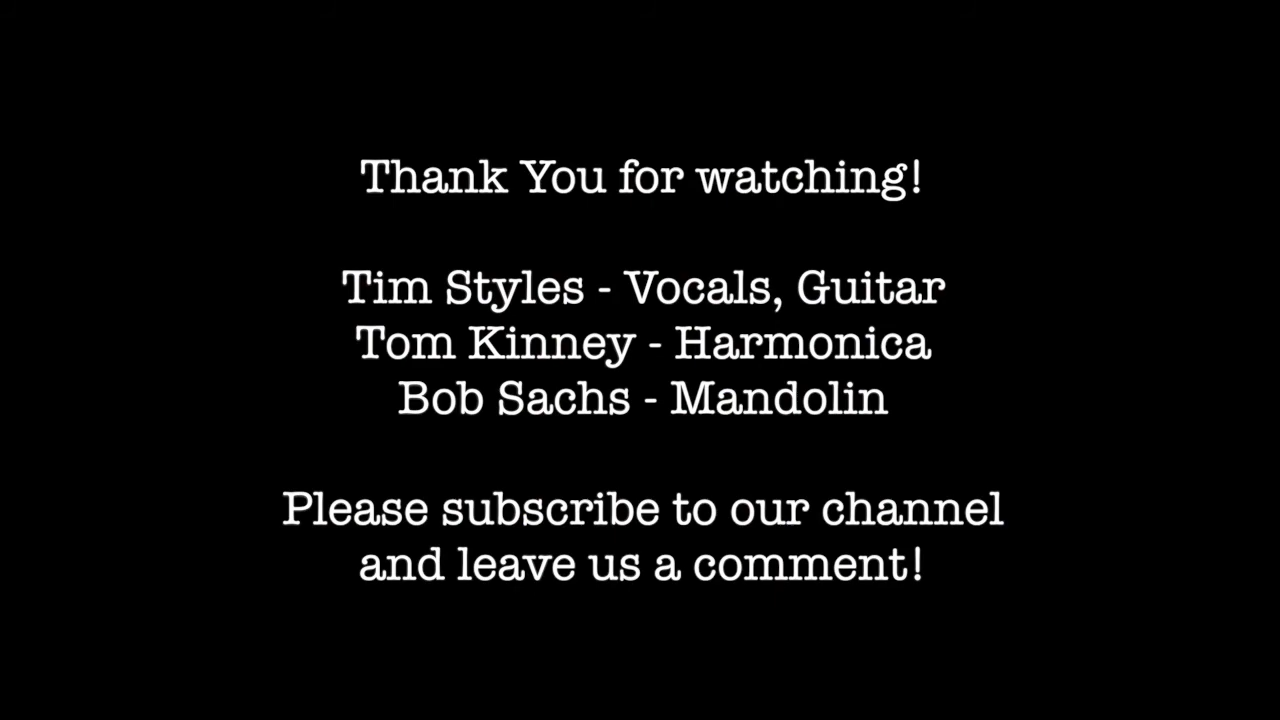 Thank You for watching!
Tim Styles - Vocals, Guitar
Tom Kinney - Harmonica
Bob Sachs - Mandolin
Please subscribe to our channel
and leave us a comment!